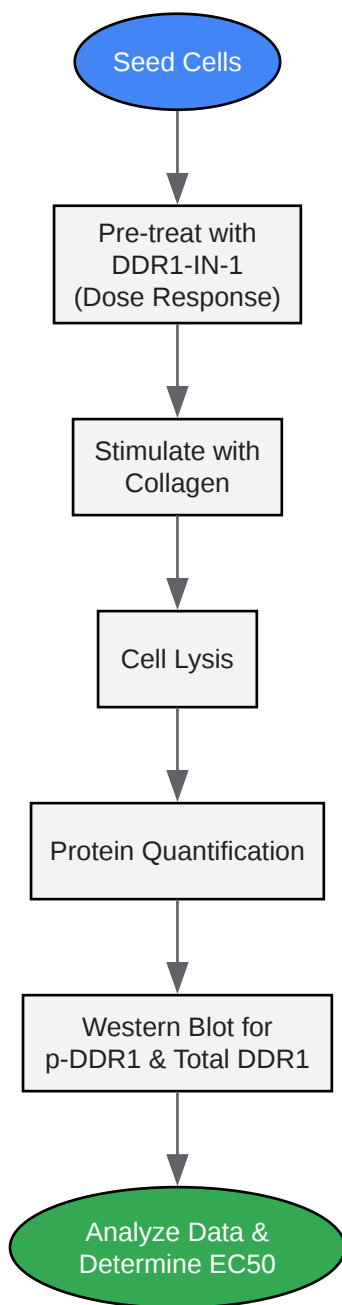 Seed Cells
Pre-treat with
DDR1-IN-1
(Dose Response)
Stimulate with
Collagen
Cell Lysis
Protein Quantification
Western Blot for
p-DDR1 & Total DDR1
Analyze Data &
Determine EC50